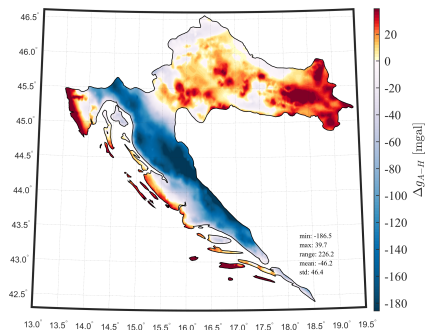 46.5°
46.0°
45.5°
45.0°
44.5°
44.0°
43.5°
43.0°
42.5°
13.0° 13.5° 14.0° 14.5° 15.0° 15.5° 16.0° 16.5° 17.0° 17.5° 18.0° 18.5° 19.0° 19.5°
min: -186.5
max: 39.7
range: 226.2
mean: -46.2
std: 46.4
20
0
-20
-40
-60
-80
-100
-120
-140
-160
-180
Δg_{A-H} [mgal]